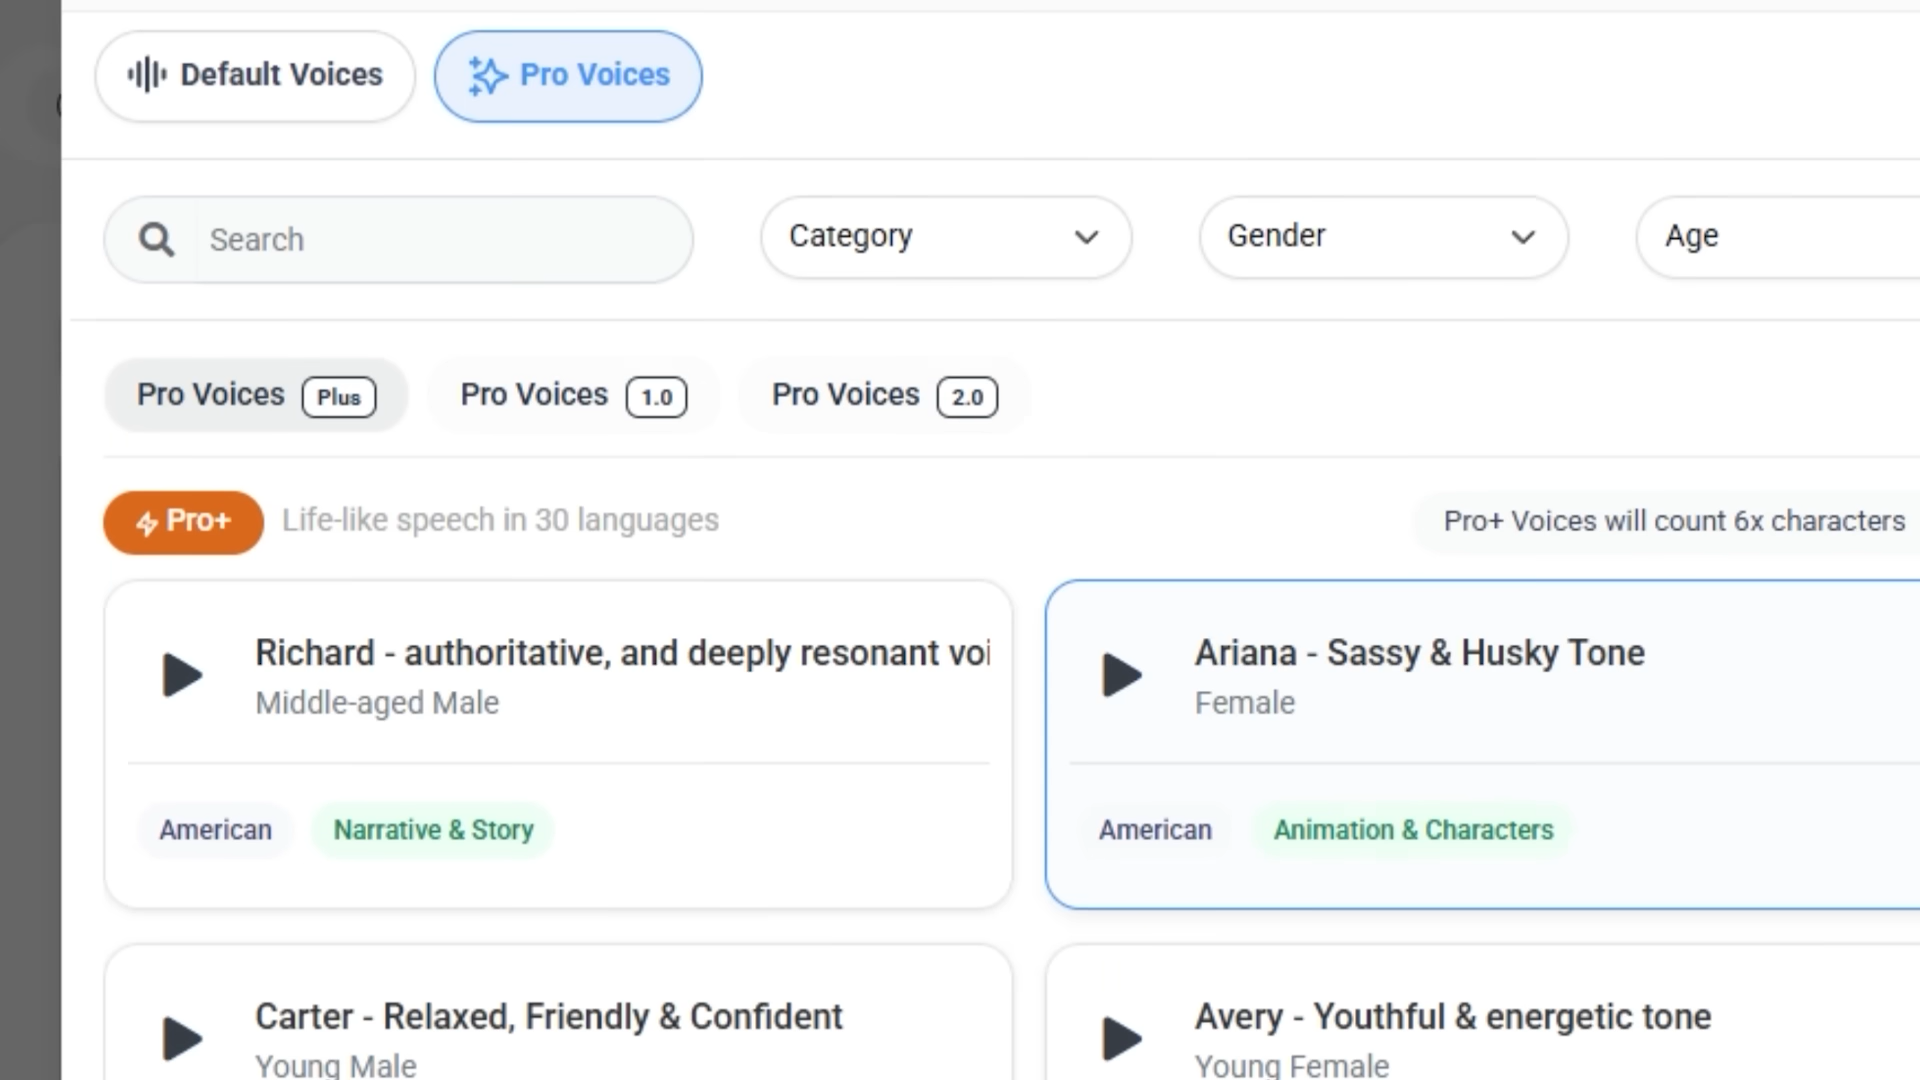 Default Voices
Pro Voices
Search
Category
Gender
Age
Pro Voices Plus
Pro Voices 1.0
Pro Voices 2.0
Pro+ Life-like speech in 30 languages
Pro+ Voices will count 6x characters
Richard - authoritative, and deeply resonant voi
Middle-aged Male
American
Narrative & Story
Ariana - Sassy & Husky Tone
Female
American
Animation & Characters
Carter - Relaxed, Friendly & Confident
Young Male
Avery - Youthful & energetic tone
Young Female